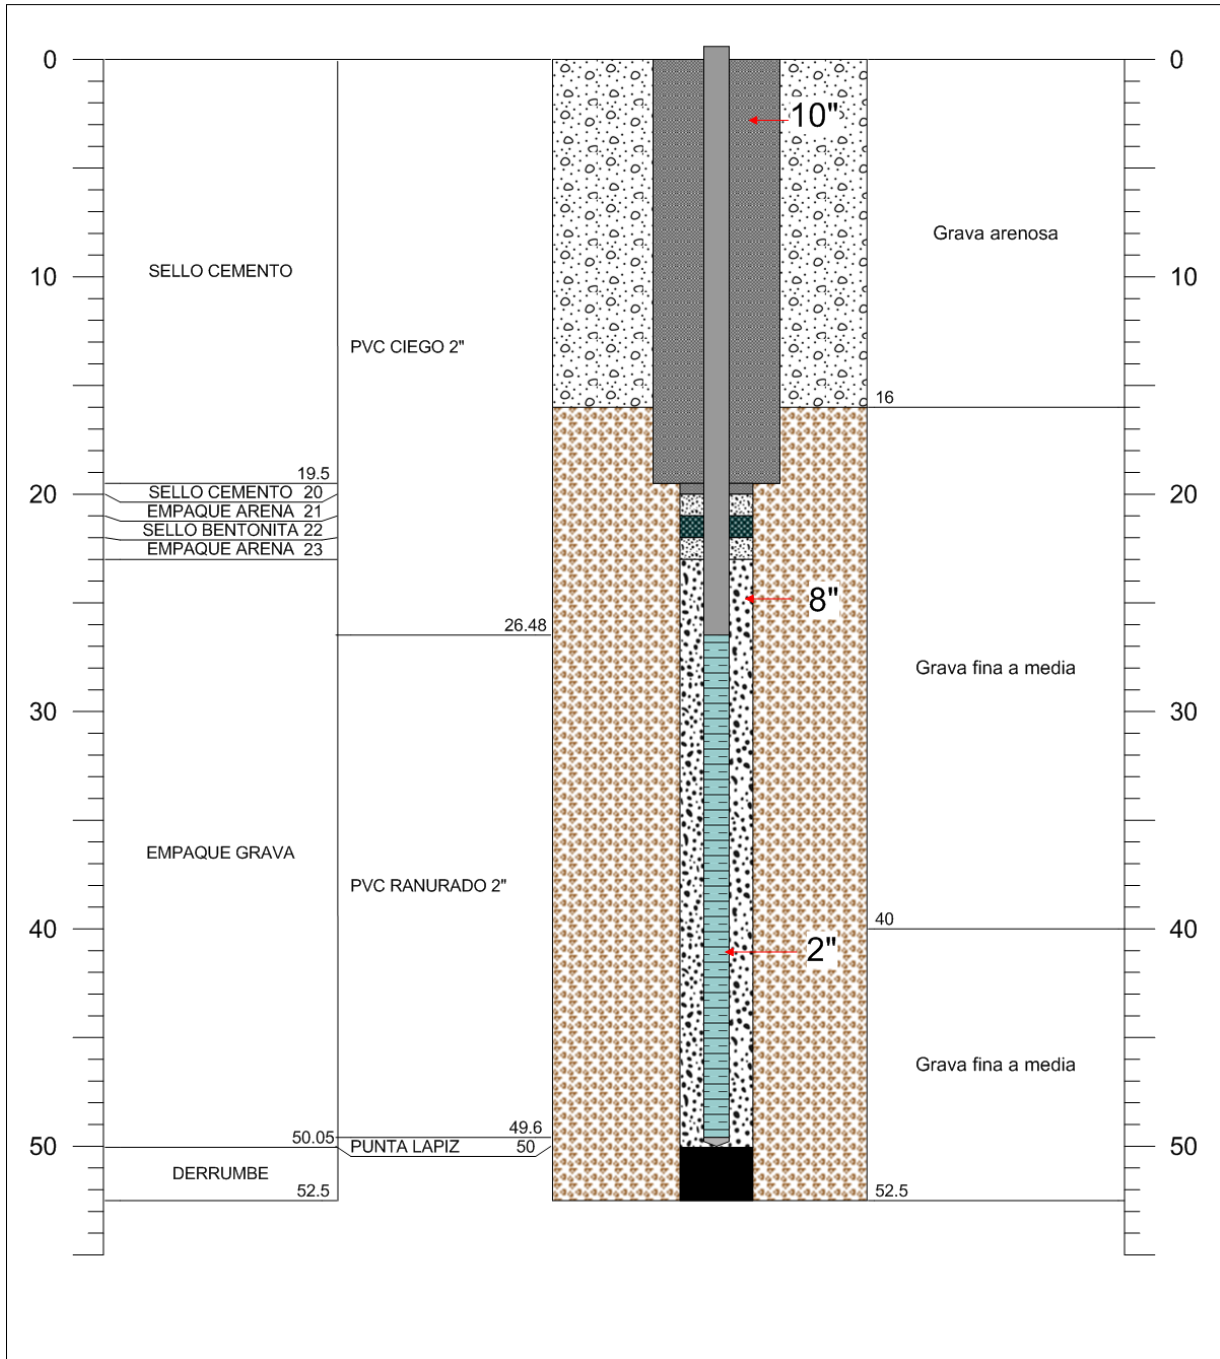 0
0
10"
Grava arenosa
SELLO CEMENTO
10
10
PVC CIEGO 2"
16
19.5
SELLO CEMENTO 20
20
20
EMPAQUE ARENA 21
SELLO BENTONITA 22
EMPAQUE ARENA 23
8"
26.48
Grava fina a media
30
30
EMPAQUE GRAVA
PVC RANURADO 2"
40
40
40
2"
Grava fina a media
49.6
50.05
PUNTA LAPIZ 50
50
50
DERRUMBE
52.5
52.5